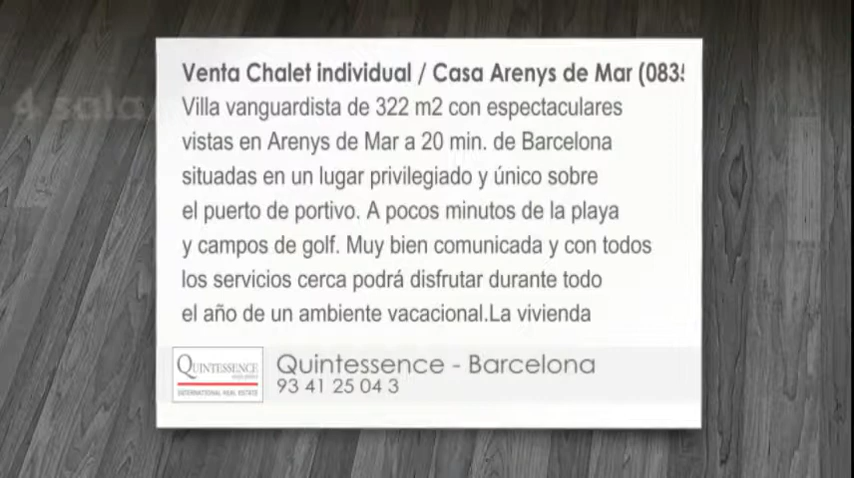 Venta Chalet individual / Casa Arenys de Mar (083
Villa vanguardista de 322 m2 con espectaculares
vistas en Arenys de Mar a 20 min. de Barcelona
situadas en un lugar privilegiado y único sobre
el puerto de portivo. A pocos minutos de la playa
y campos de golf. Muy bien comunicada y con todos
los servicios cerca podrá disfrutar durante todo
el año de un ambiente vacacional.La vivienda
QUINTESSENCE
INTERNATIONAL REAL ESTATE
Quintessence - Barcelona
93 41 25 04 3
4 sala